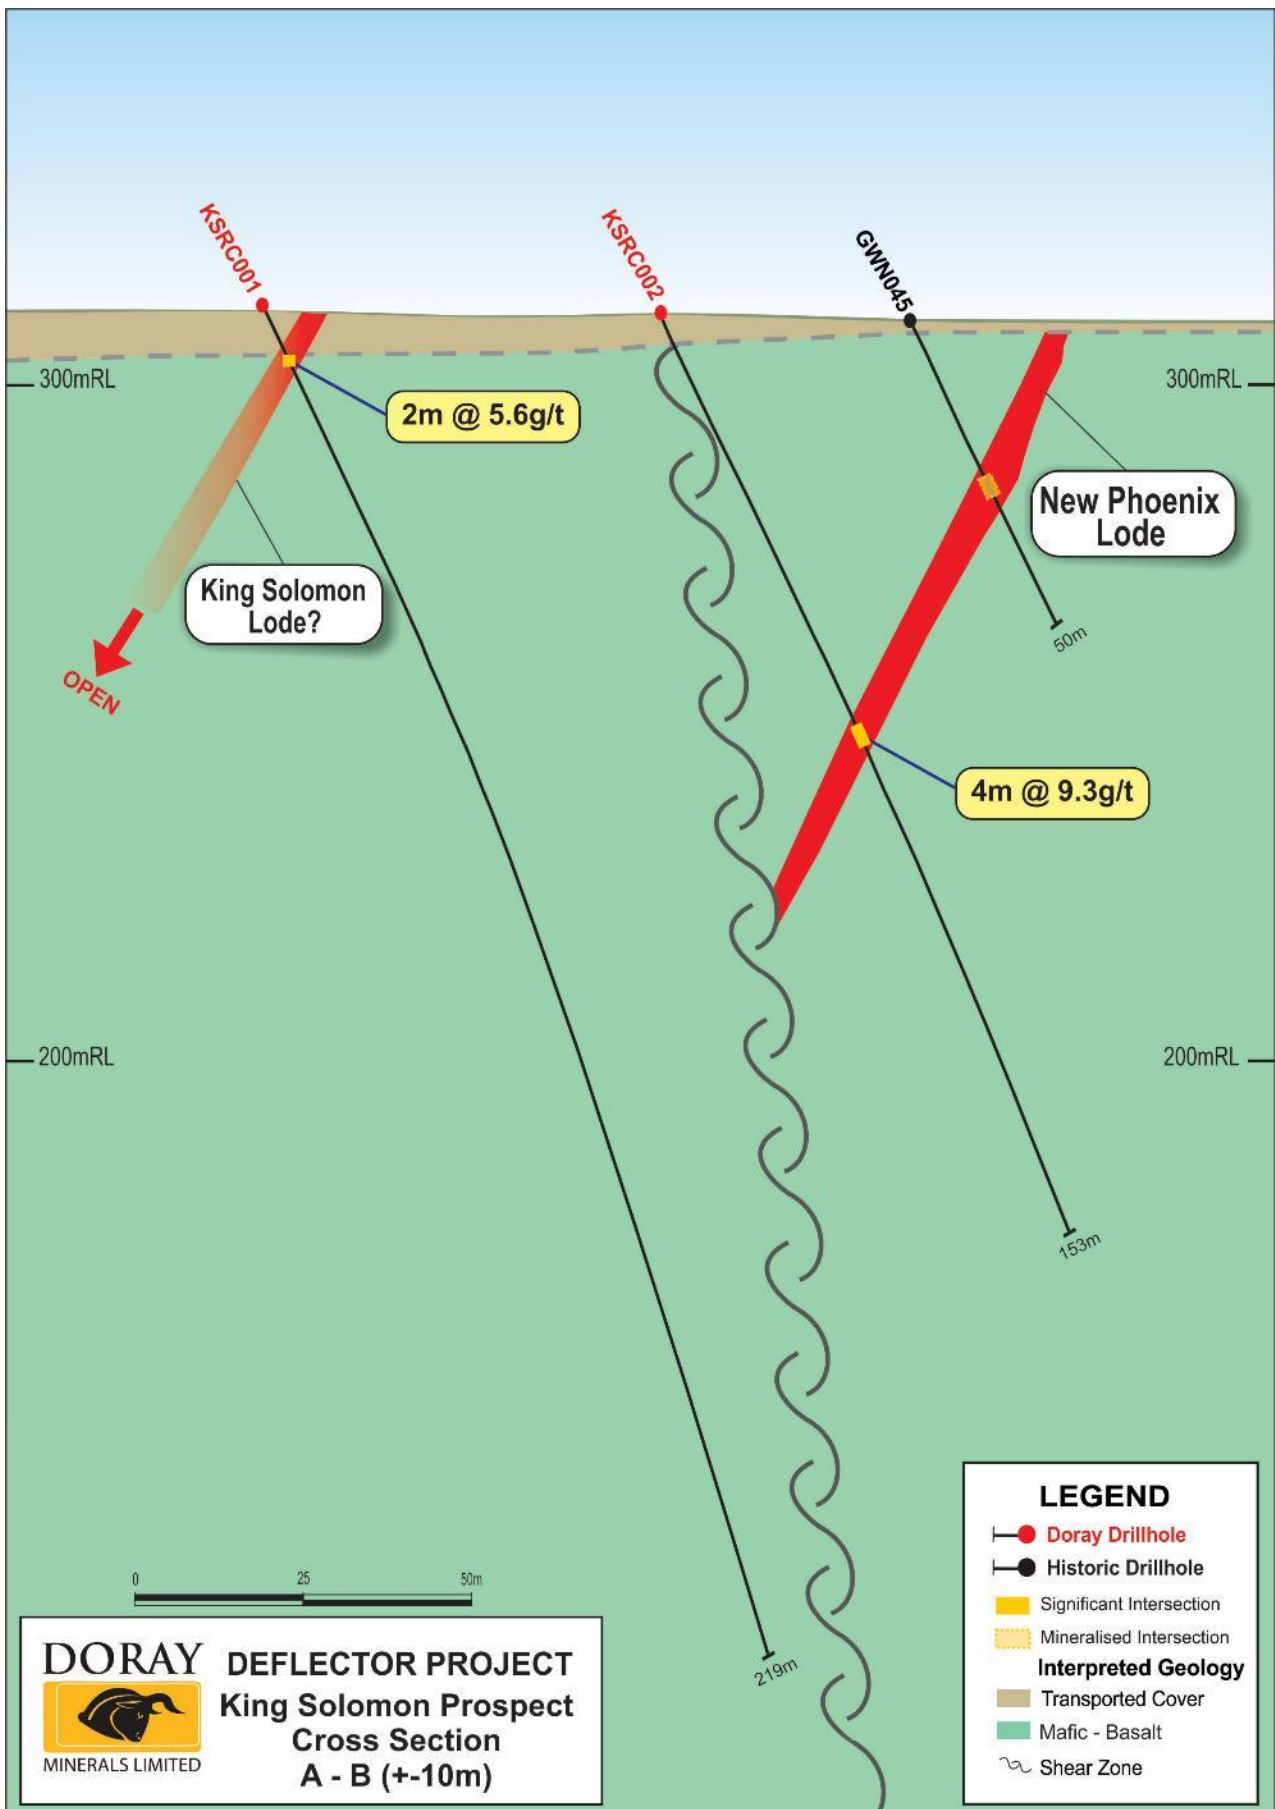 KSRC001
KSRC002
GWN045
300mRL
300mRL
2m @ 5.6g/t
New Phoenix
Lode
King Solomon
Lode?
50m
OPEN
4m @ 9.3g/t
200mRL
200mRL
153m
219m
0 25 50m
DORAY
MINERALS LIMITED
DEFLECTOR PROJECT
King Solomon Prospect
Cross Section
A - B (+-10m)
LEGEND
Doray Drillhole
Historic Drillhole
Significant Intersection
Mineralised Intersection
Interpreted Geology
Transported Cover
Mafic - Basalt
Shear Zone